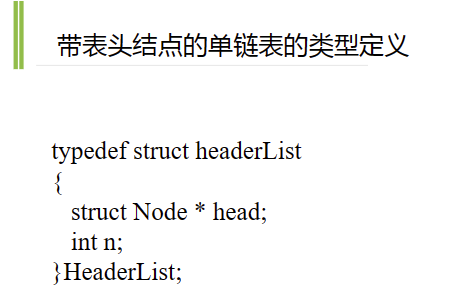 带表头结点的单链表的类型定义
typedef struct headerList
{
struct Node * head;
int n;
}HeaderList;